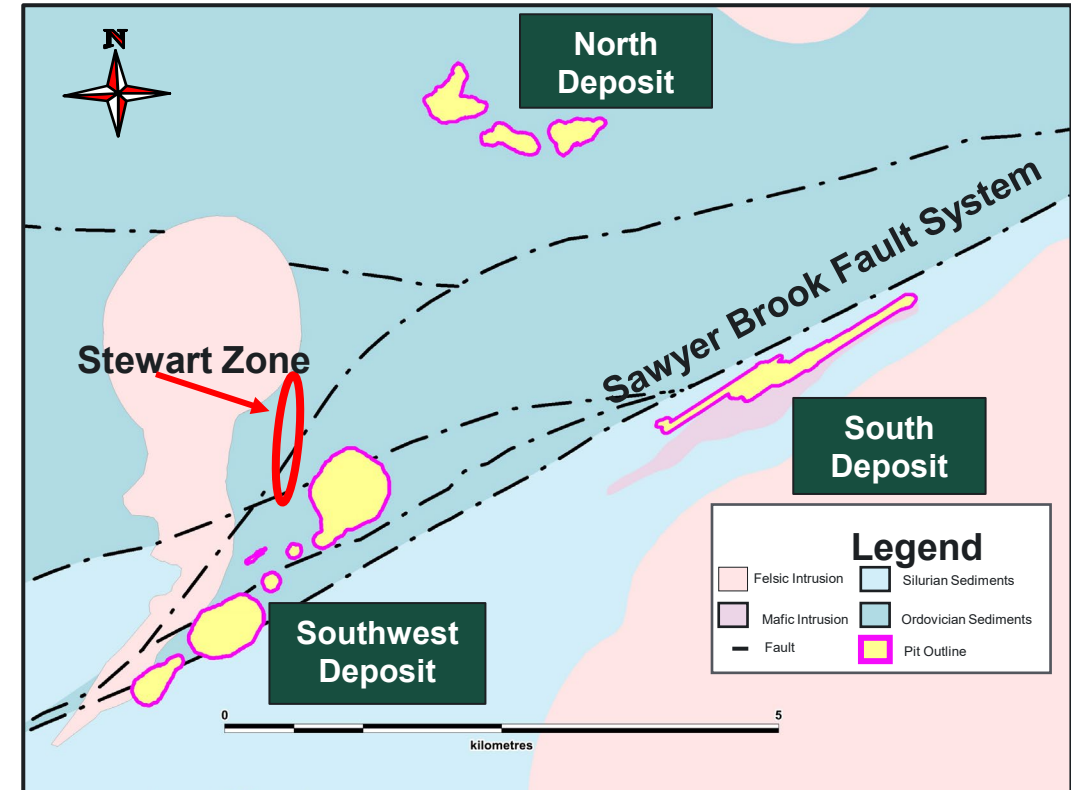 N
North
Deposit
Sawyer Brook Fault System
Stewart Zone
South
Deposit
Southwest
Deposit
Legend
Felsic Intrusion
Silurian Sediments
Mafic Intrusion
Ordovician Sediments
Fault
Pit Outline
0
5
kilometres